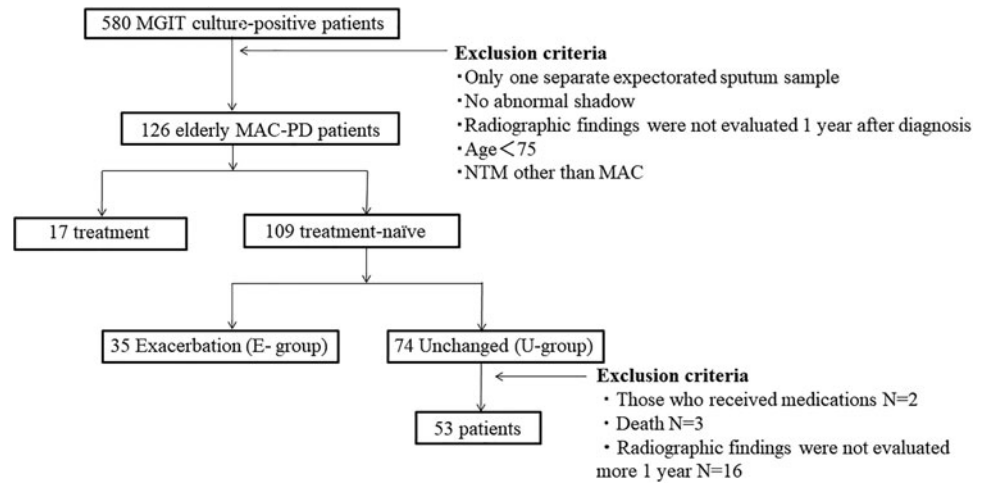 580 MGIT culture-positive patients
Exclusion criteria
・Only one separate expectorated sputum sample
・No abnormal shadow
・Radiographic findings were not evaluated 1 year after diagnosis
・Age＜75
・NTM other than MAC
126 elderly MAC-PD patients
17 treatment
109 treatment-naïve
35 Exacerbation (E- group)
74 Unchanged (U-group)
Exclusion criteria
・Those who received medications N=2
・Death N=3
・Radiographic findings were not evaluated
more 1 year N=16
53 patients